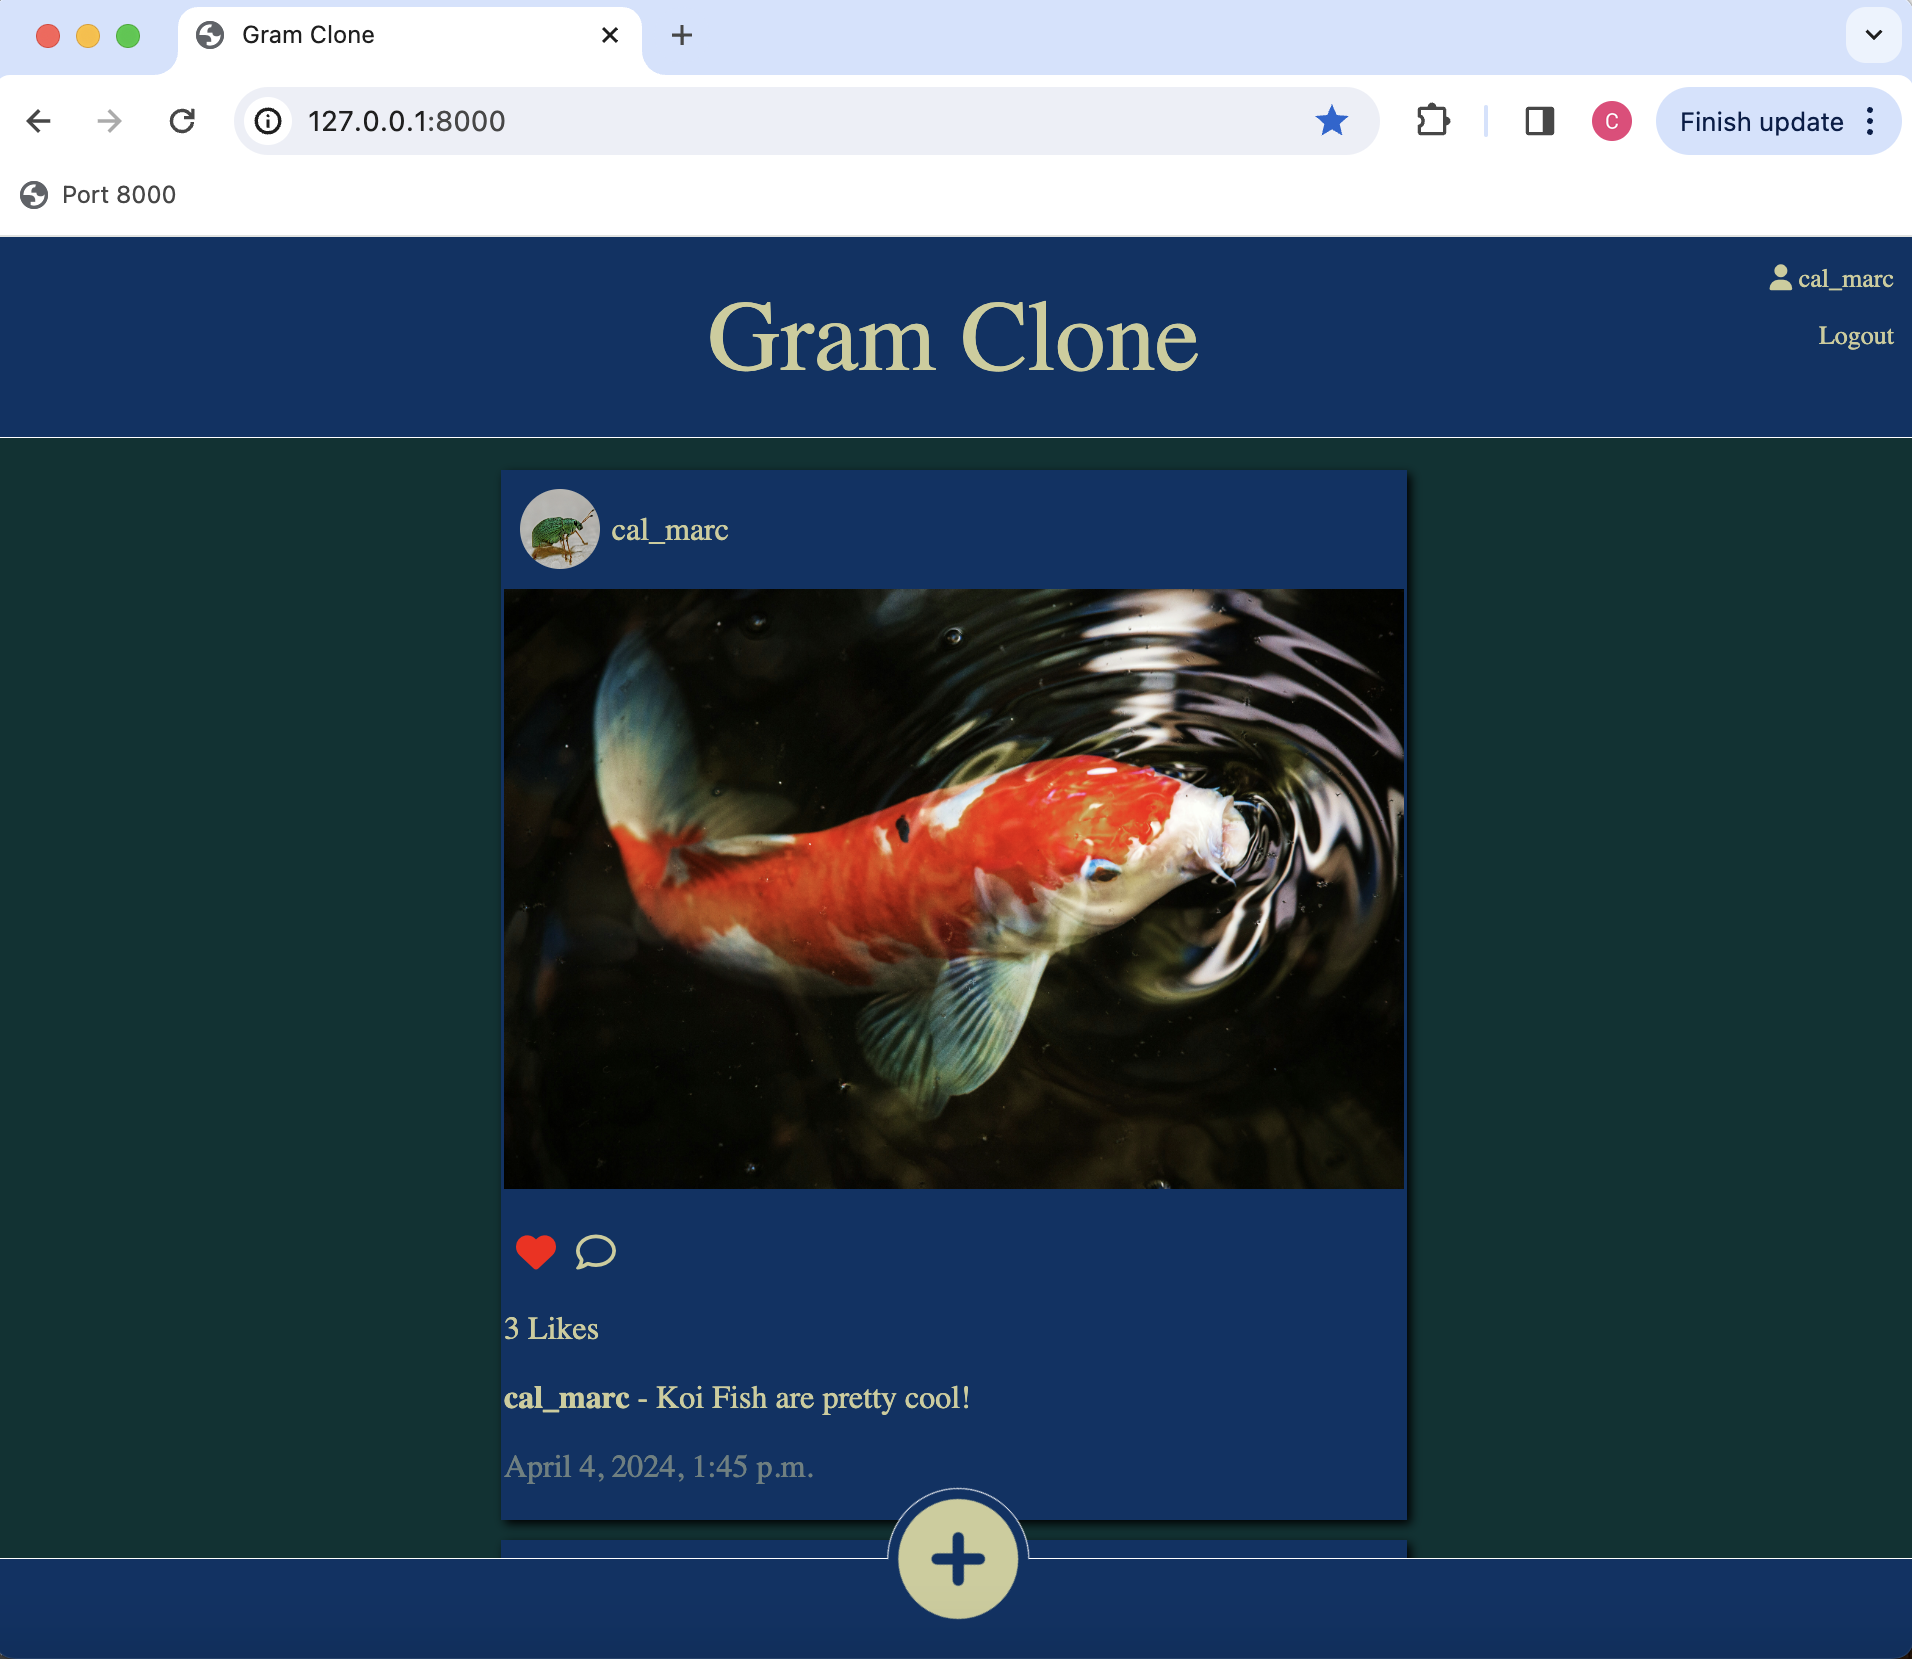 Gram Clone
127.0.0.1:8000
C
Finish update
Port 8000
cal_marc
Gram Clone
Logout
cal_marc
3 Likes
cal_marc - Koi Fish are pretty cool!
April 4, 2024, 1:45 p.m.